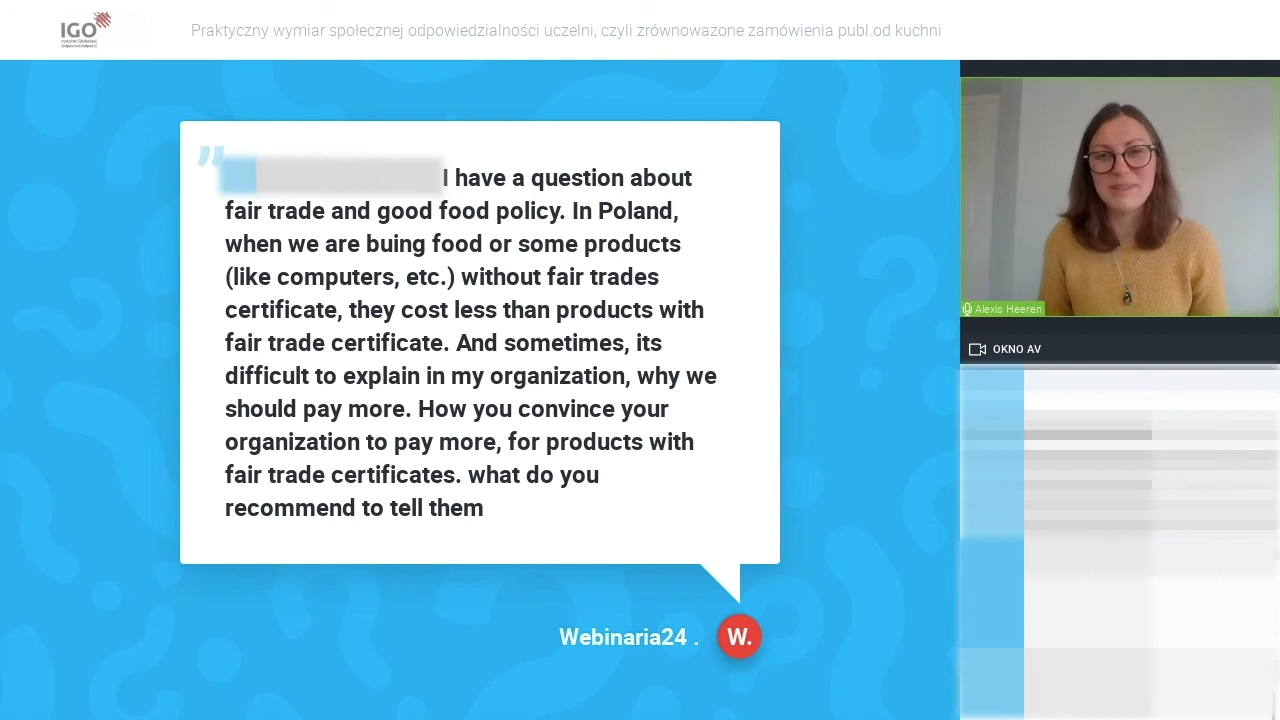 IGO
Instytut Globalnej
Odpowiedzialności
Praktyczny wymiar społecznej odpowiedzialności uczelni, czyli zrównoważone zamówienia publ.od kuchni
”
I have a question about
fair trade and good food policy. In Poland,
when we are buing food or some products
(like computers, etc.) without fair trades
certificate, they cost less than products with
fair trade certificate. And sometimes, its
difficult to explain in my organization, why we
should pay more. How you convince your
organization to pay more, for products with
fair trade certificates. what do you
recommend to tell them
Webinaria24 .
W.
Alexis Heeren
OKNO AV